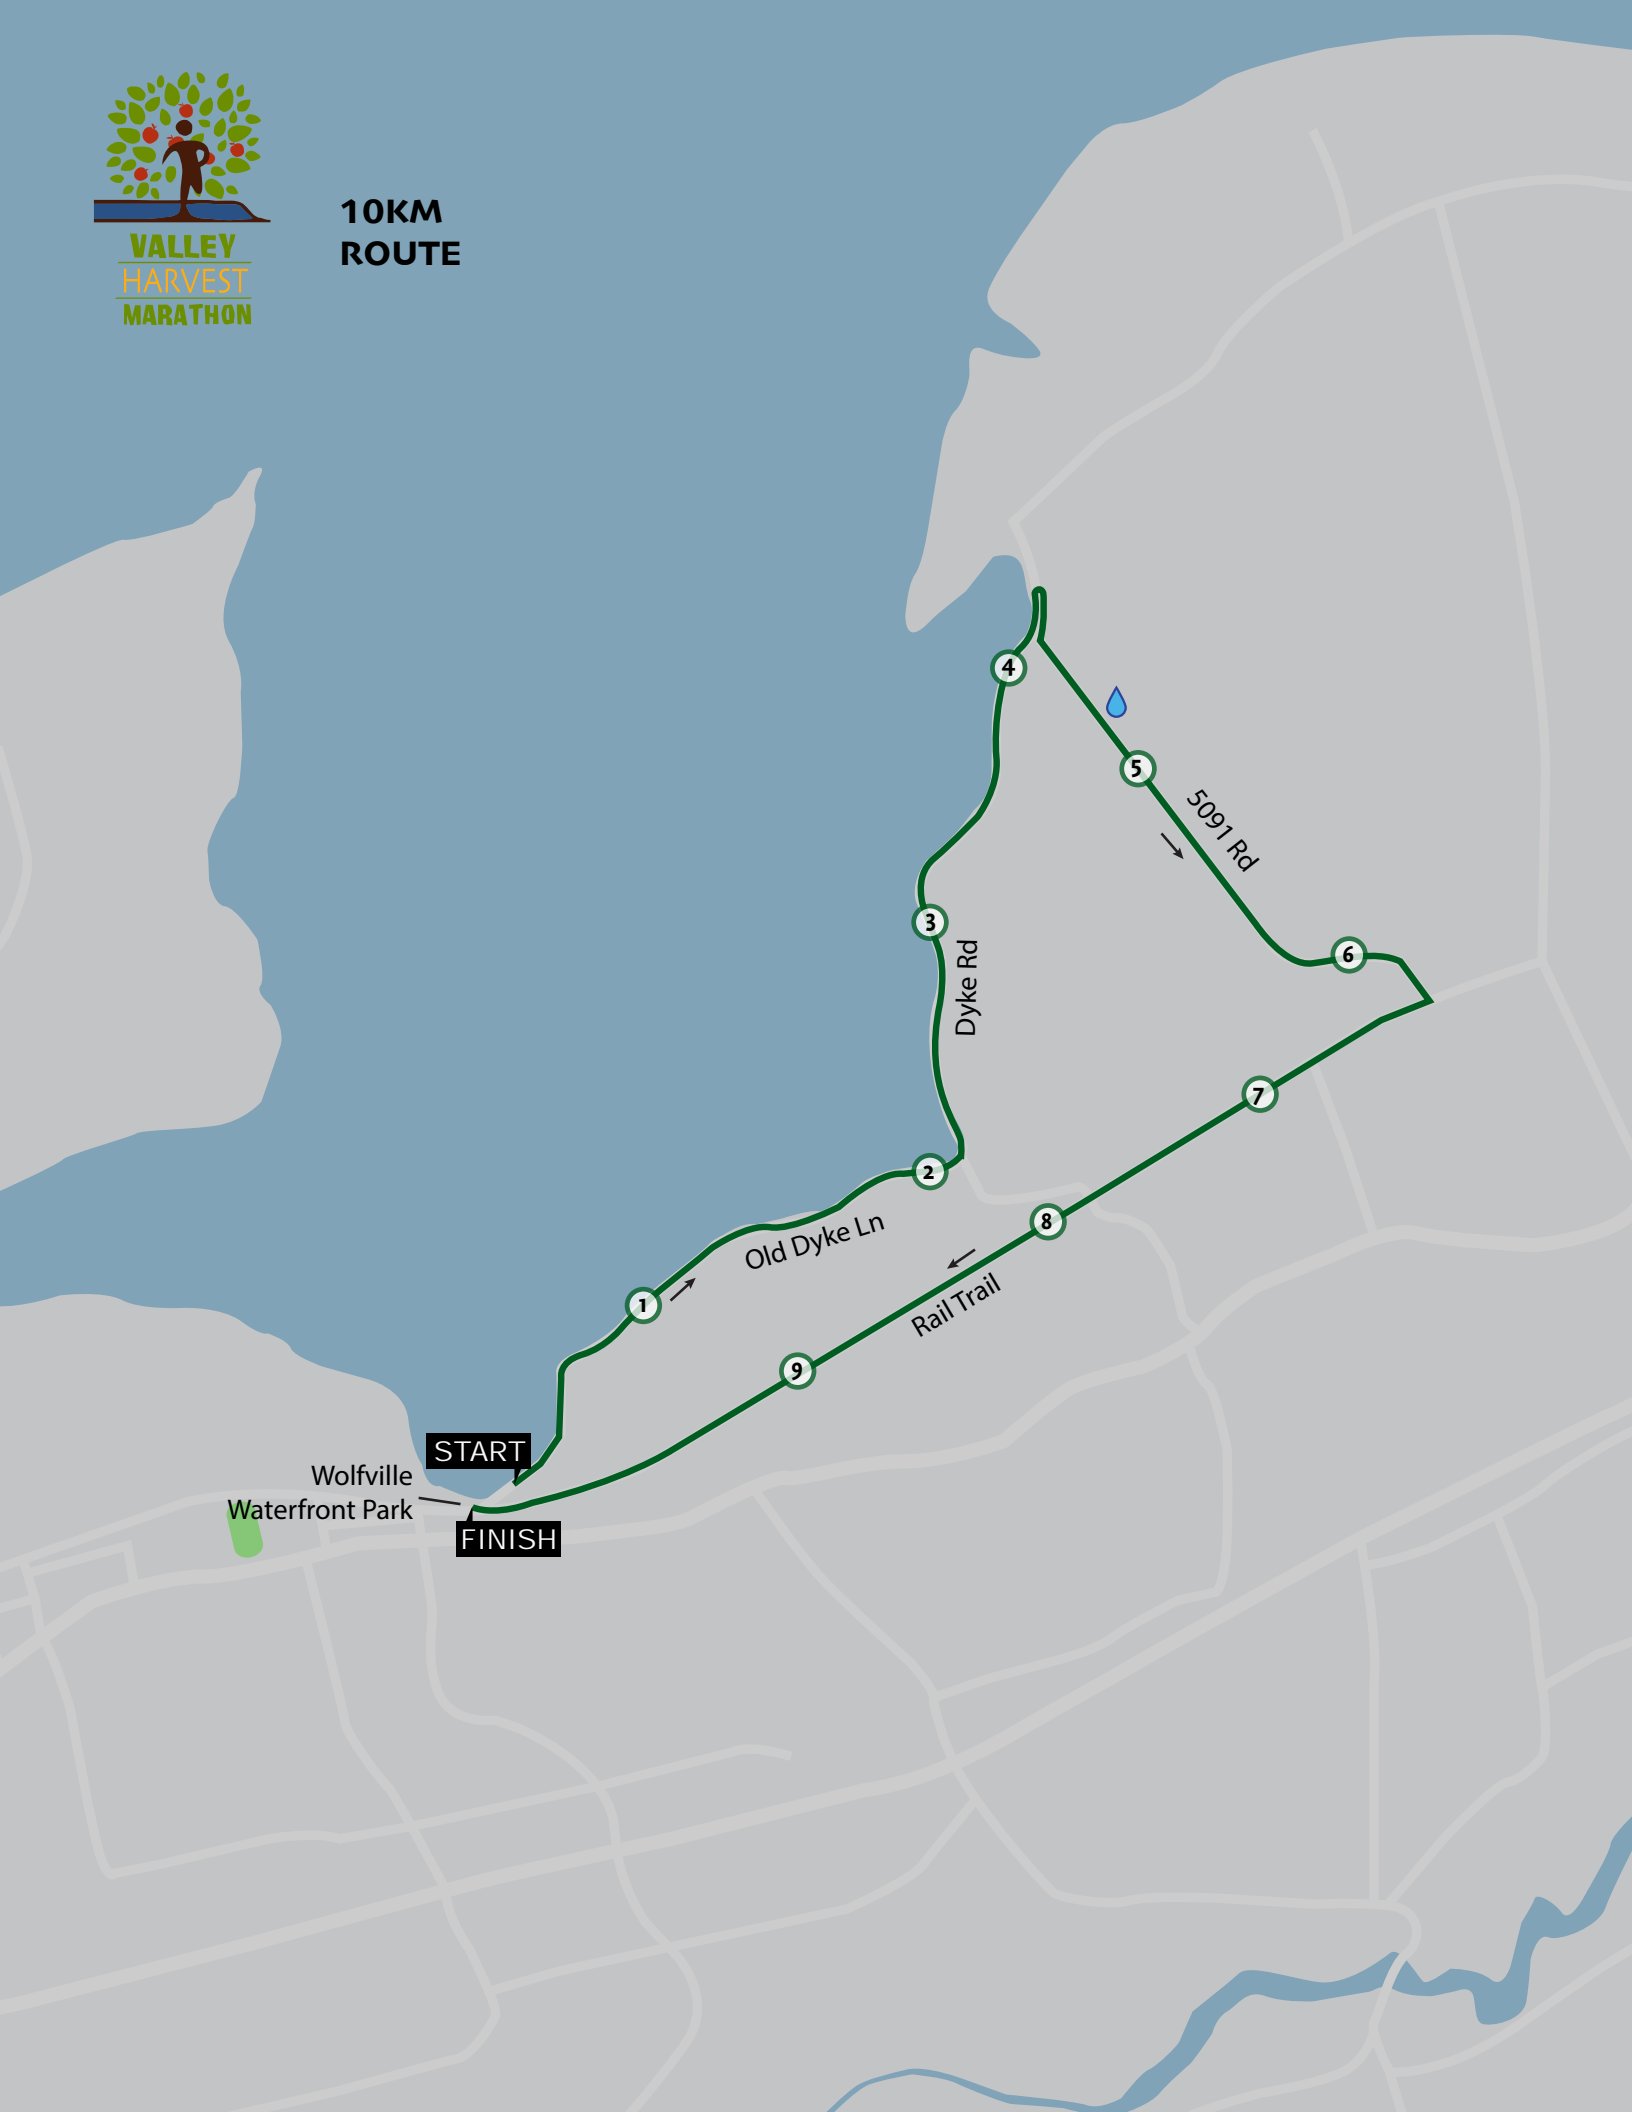 10KM
ROUTE
VALLEY
HARVEST
MARATHON
4
5
5091 Rd
3
Dyke Rd
6
7
2
8
Old Dyke Ln
1
Rail Trail
9
START
Wolfville
Waterfront Park
FINISH